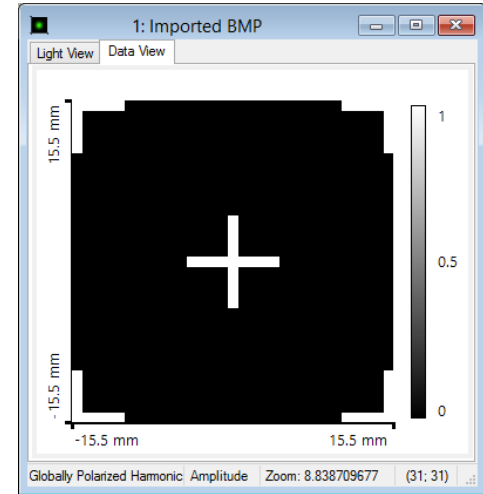 1: Imported BMP
Light View Data View
15.5 mm
-15.5 mm
-15.5 mm 15.5 mm
1
0.5
0
Globally Polarized Harmonic Amplitude Zoom: 8.838709677 (31; 31)